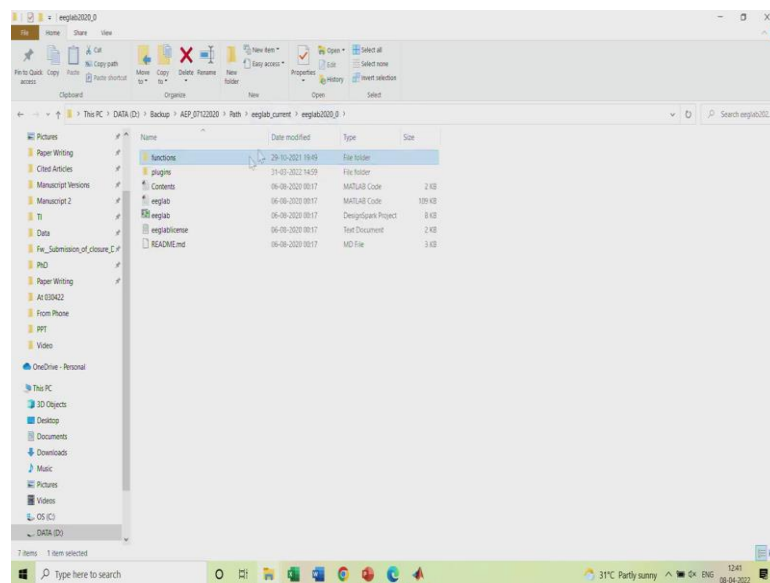 eeglab2020_0
File Home Share View
Pin to Quick access
Copy
Paste
Cut
Copy path
Paste shortcut
Move to
Copy to
Delete
Rename
New folder
New item
Easy access
Properties
Open
Edit
History
Select all
Select none
Invert selection
Clipboard Organize New Open Select
This PC > DATA (D:) > Backup > AEP_07122020 > Path > eeglab_current > eeglab2020_0 >
Search eeglab202
Pictures
Paper Writing
Cited Articles
Manuscript Versions
Manuscript 2
TI
Data
Fw_Submission_of_closure_
PhD
Paper Writing
At 030422
From Phone
PPT
Video
OneDrive - Personal
This PC
3D Objects
Desktop
Documents
Downloads
Music
Pictures
Videos
OS (C:)
DATA (D:)
Name Date modified Type Size
functions 29-10-2021 19:49 File folder
plugins 31-03-2022 14:59 File folder
Contents 06-08-2020 00:17 MATLAB Code 2 KB
eeglab 06-08-2020 00:17 MATLAB Code 109 KB
eeglab 06-08-2020 00:17 DesignSpark Project 8 KB
eeglablicense 06-08-2020 00:17 Text Document 2 KB
README.md 06-08-2020 00:17 MD File 3 KB
7 items 1 item selected
Type here to search
31°C Partly sunny
ENG
12:41
08-04-2022